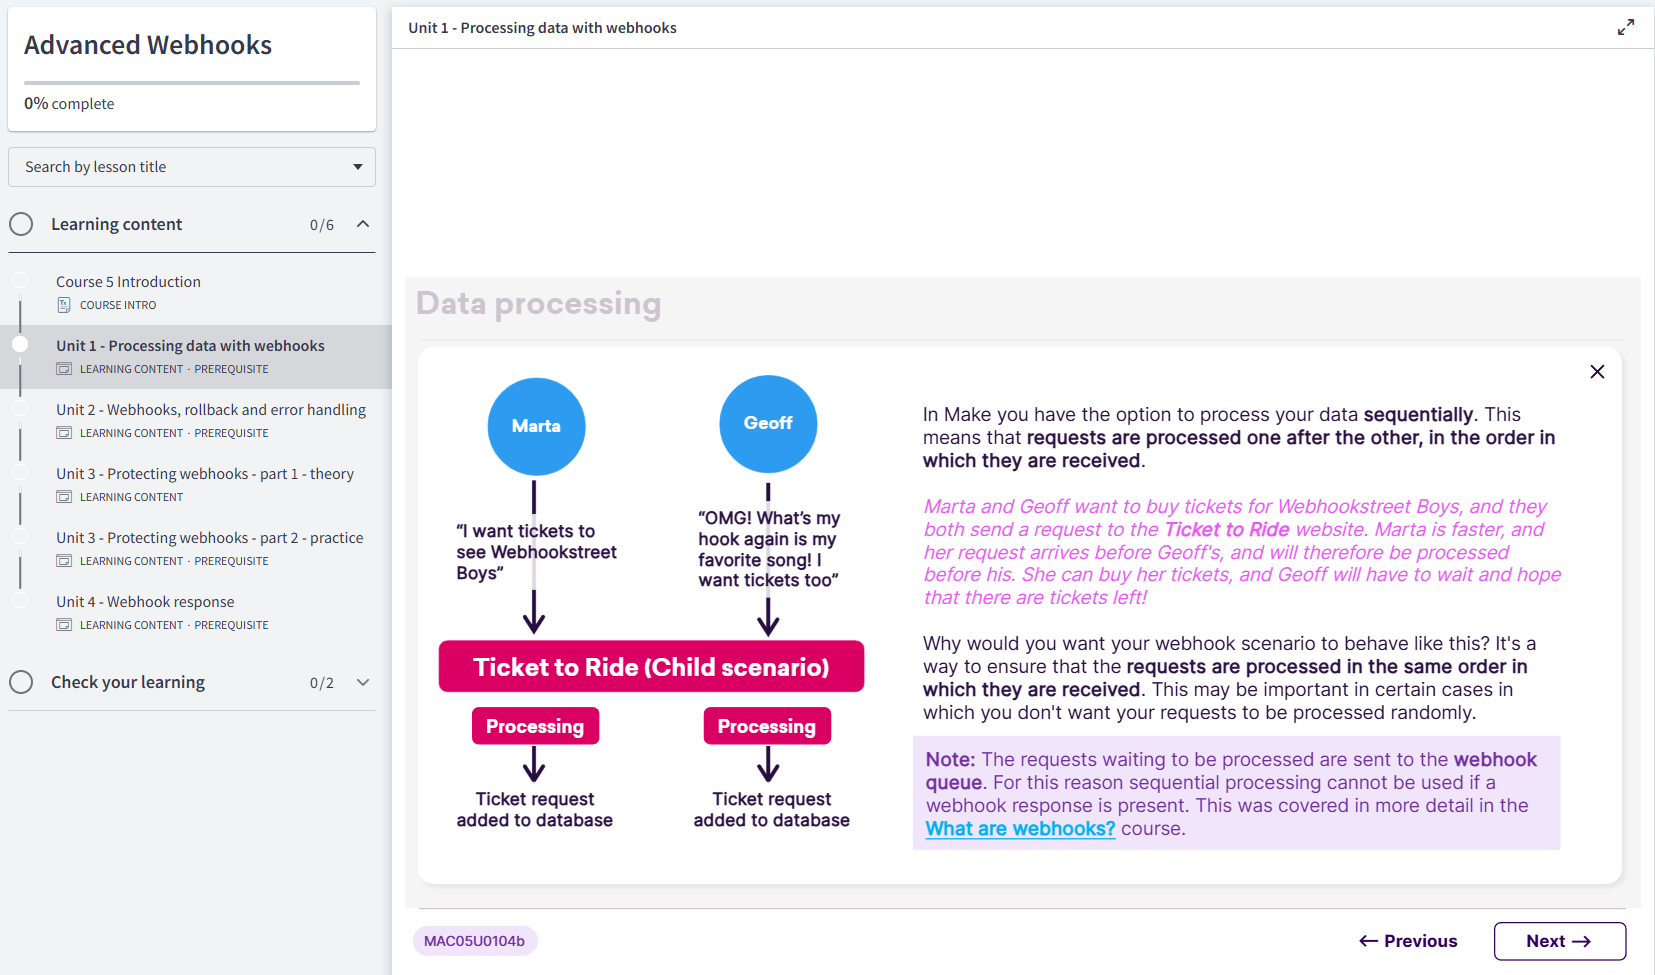 Advanced Webhooks
0% complete
Search by lesson title
Learning content 0/6
Course 5 Introduction
COURSE INTRO
Unit 1 - Processing data with webhooks
LEARNING CONTENT · PREREQUISITE
Unit 2 - Webhooks, rollback and error handling
LEARNING CONTENT · PREREQUISITE
Unit 3 - Protecting webhooks - part 1 - theory
LEARNING CONTENT
Unit 3 - Protecting webhooks - part 2 - practice
LEARNING CONTENT · PREREQUISITE
Unit 4 - Webhook response
LEARNING CONTENT · PREREQUISITE
Check your learning 0/2
Unit 1 - Processing data with webhooks
Data processing
Marta
Geoff
“I want tickets to
see Webhookstreet
Boys”
“OMG! What’s my
hook again is my
favorite song! I
want tickets too”
Ticket to Ride (Child scenario)
Processing
Processing
Ticket request
added to database
Ticket request
added to database
In Make you have the option to process your data sequentially. This
means that requests are processed one after the other, in the order in
which they are received.
Marta and Geoff want to buy tickets for Webhookstreet Boys, and they
both send a request to the Ticket to Ride website. Marta is faster, and
her request arrives before Geoff's, and will therefore be processed
before his. She can buy her tickets, and Geoff will have to wait and hope
that there are tickets left!
Why would you want your webhook scenario to behave like this? It's a
way to ensure that the requests are processed in the same order in
which they are received. This may be important in certain cases in
which you don't want your requests to be processed randomly.
Note: The requests waiting to be processed are sent to the webhook
queue. For this reason sequential processing cannot be used if a
webhook response is present. This was covered in more detail in the
What are webhooks? course.
MAC05U0104b
← Previous
Next →